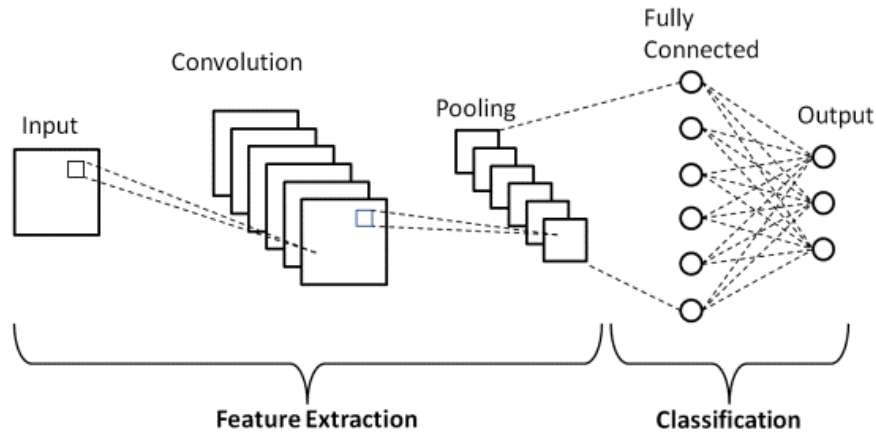 Input
Convolution
Pooling
Fully
Connected
Output
Feature Extraction
Classification